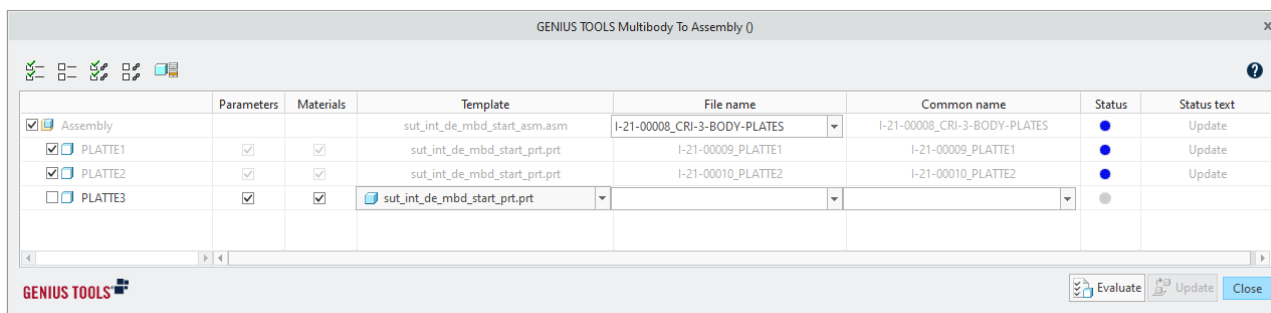 GENIUS TOOLS Multibody To Assembly ()
x
?
Parameters Materials Template File name Common name Status Status text
Assembly sut_int_de_mbd_start_asm.asm I-21-00008_CRI-3-BODY-PLATES I-21-00008_CRI-3-BODY-PLATES Update
PLATTE1 sut_int_de_mbd_start_prt.prt I-21-00009_PLATTE1 I-21-00009_PLATTE1 Update
PLATTE2 sut_int_de_mbd_start_prt.prt I-21-00010_PLATTE2 I-21-00010_PLATTE2 Update
PLATTE3 sut_int_de_mbd_start_prt.prt
GENIUS TOOLS Evaluate Update Close